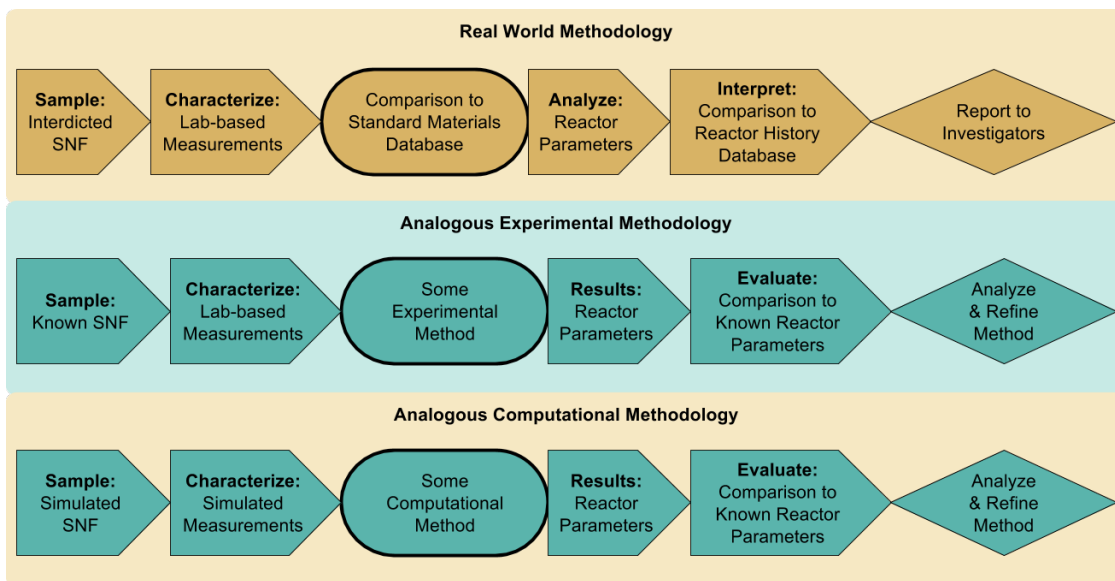 Real World Methodology
Sample:
Interdicted
SNF
Characterize:
Lab-based
Measurements
Comparison to
Standard Materials
Database
Analyze:
Reactor
Parameters
Interpret:
Comparison to
Reactor History
Database
Report to
Investigators
Analogous Experimental Methodology
Sample:
Known SNF
Characterize:
Lab-based
Measurements
Some
Experimental
Method
Results:
Reactor
Parameters
Evaluate:
Comparison to
Known Reactor
Parameters
Analyze
& Refine
Method
Analogous Computational Methodology
Sample:
Simulated
SNF
Characterize:
Simulated
Measurements
Some
Computational
Method
Results:
Reactor
Parameters
Evaluate:
Comparison to
Known Reactor
Parameters
Analyze
& Refine
Method